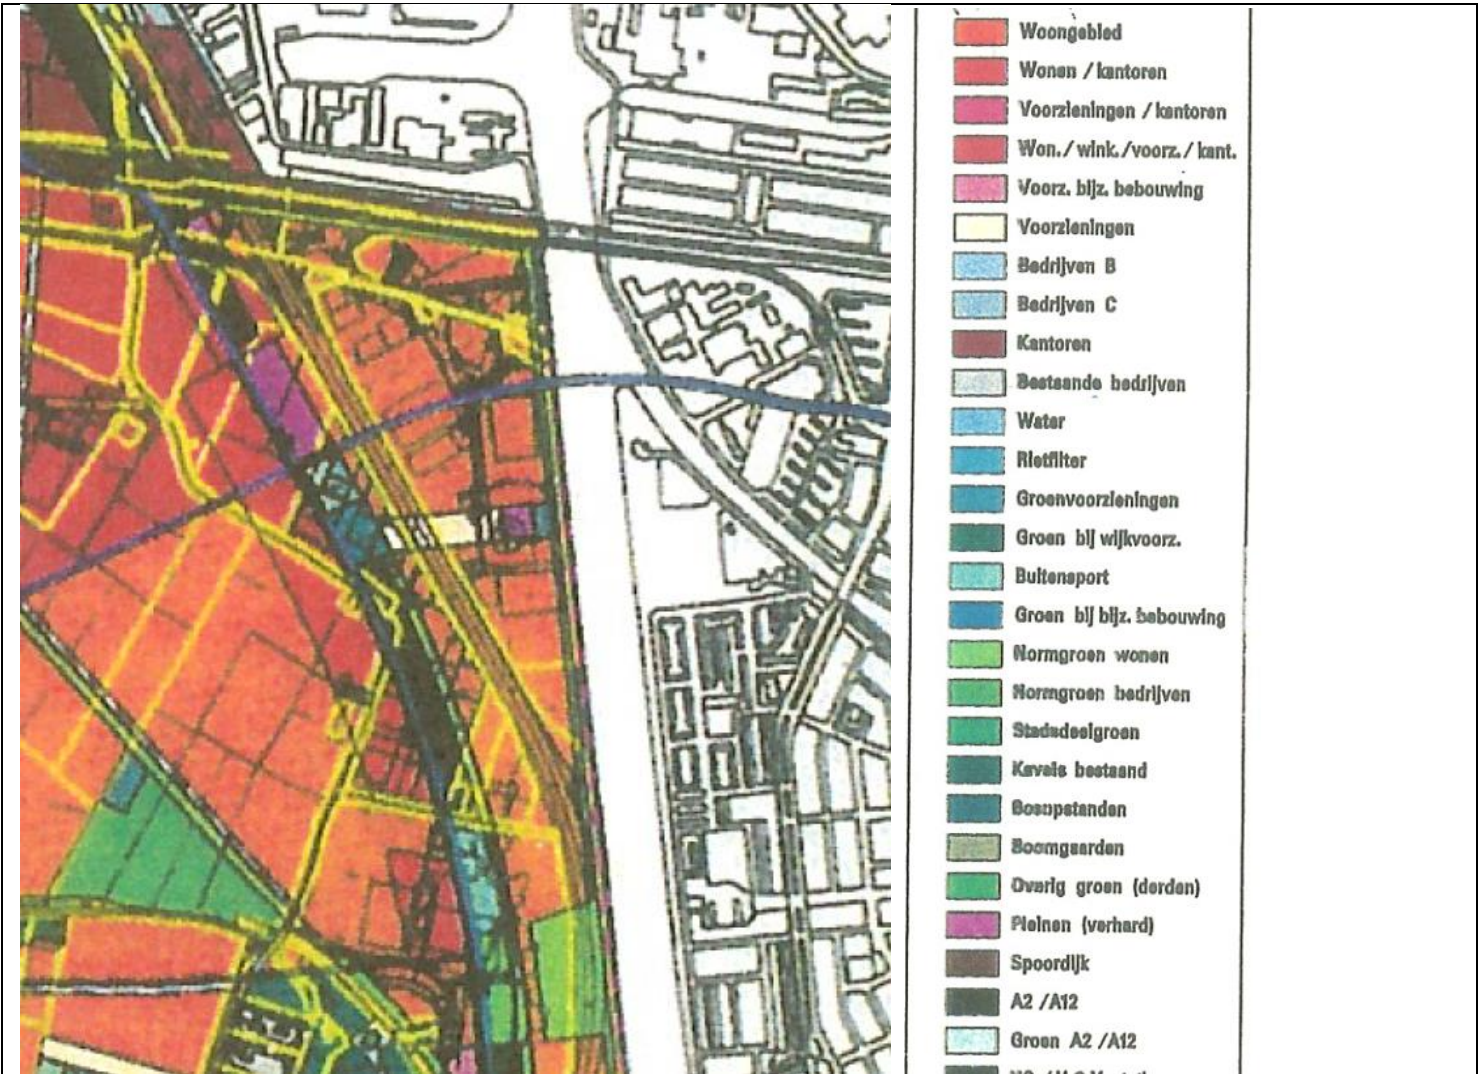 Woongebied
Wonen / kantoren
Voorzieningen / kantoren
Won./ wink./voorz./ kant.
Voorz. bijz. bebouwing
Voorzieningen
Bedrijven B
Bedrijven C
Kantoren
Bestaande bedrijven
Water
Rietfilter
Groenvoorzieningen
Groen bij wijkvoorz.
Buitensport
Groen bij bijz. bebouwing
Normgroen wonen
Normgroen bedrijven
Stadsdeelgroen
Kavels bestaand
Bosopstanden
Boomgaarden
Overig groen (derden)
Pleinen (verhard)
Spoordijk
A2 /A12
Groen A2 /A12